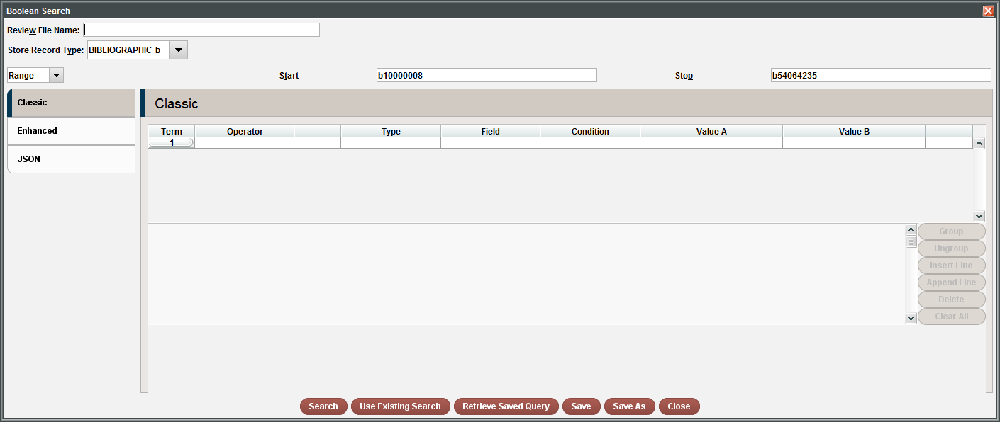 Boolean Search
Review File Name:
Store Record Type: BIBLIOGRAPHIC b
Range Start b10000008 Stop b54064235
Classic
Enhanced
JSON
Classic
Term Operator Type Field Condition Value A Value B
1
Group
Ungroup
Insert Line
Append Line
Delete
Clear All
Search Use Existing Search Retrieve Saved Query Save Save As Close